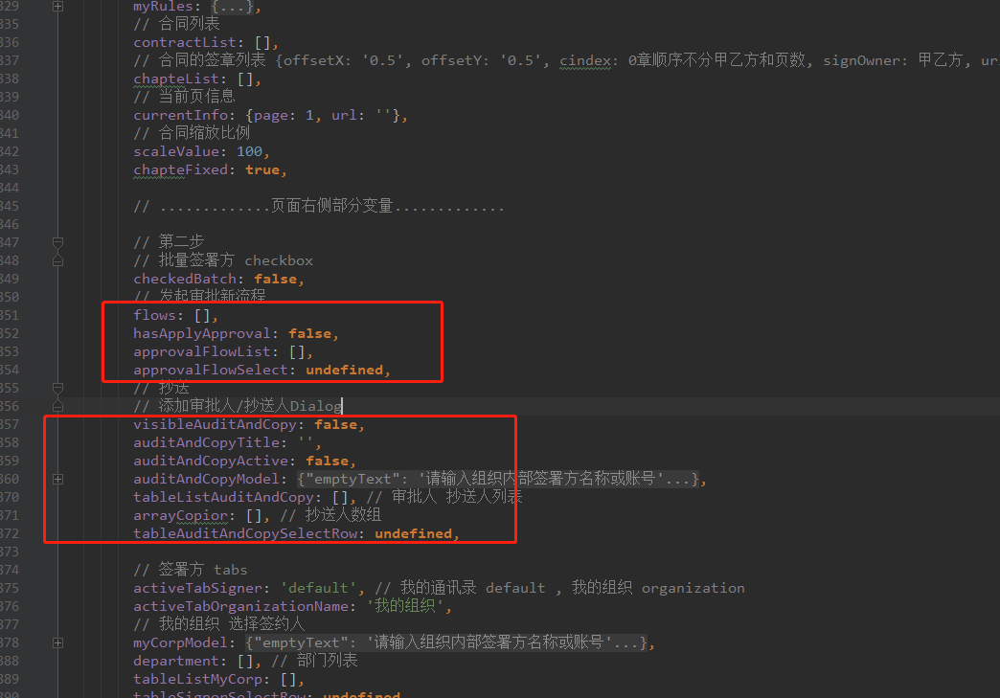 329 myRules: {...},
335 // 合同列表
336 contractList: [],
337 // 合同的签章列表 {offsetX: '0.5', offsetY: '0.5', cindex: 0章顺序不分甲乙方和页数, signOwner: 甲乙方, ur
338 chapteList: [],
339 // 当前页信息
340 currentInfo: {page: 1, url: ''},
341 // 合同缩放比例
342 scaleValue: 100,
343 chapteFixed: true,
344
345 // .............页面右侧部分变量.............
346
347 // 第二步
348 // 批量签署方 checkbox
349 checkedBatch: false,
350 // 发起审批新流程
351 flows: [],
352 hasApplyApproval: false,
353 approvalFlowList: [],
354 approvalFlowSelect: undefined,
355 // 抄送
356 // 添加审批人/抄送人Dialog
357 visibleAuditAndCopy: false,
358 auditAndCopyTitle: '',
359 auditAndCopyActive: false,
360 auditAndCopyModel: {"emptyText": '请输入组织内部签署方名称或账号'...},
370 tableListAuditAndCopy: [], // 审批人 抄送人列表
371 arrayCopior: [], // 抄送人数组
372 tableAuditAndCopySelectRow: undefined,
373
374 // 签署方 tabs
375 activeTabSigner: 'default', // 我的通讯录 default , 我的组织 organization
376 activeTabOrganizationName: '我的组织',
377 // 我的组织 选择签约人
378 myCorpModel: {"emptyText": '请输入组织内部签署方名称或账号'...},
388 department: [], // 部门列表
389 tableListMyCorp: [],
390 tableSignerSelectRow: undefined